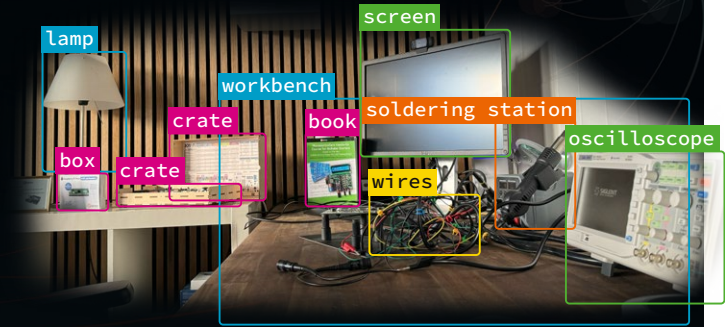 screen
lamp
workbench
soldering station
crate
book
oscilloscope
box
crate
wires